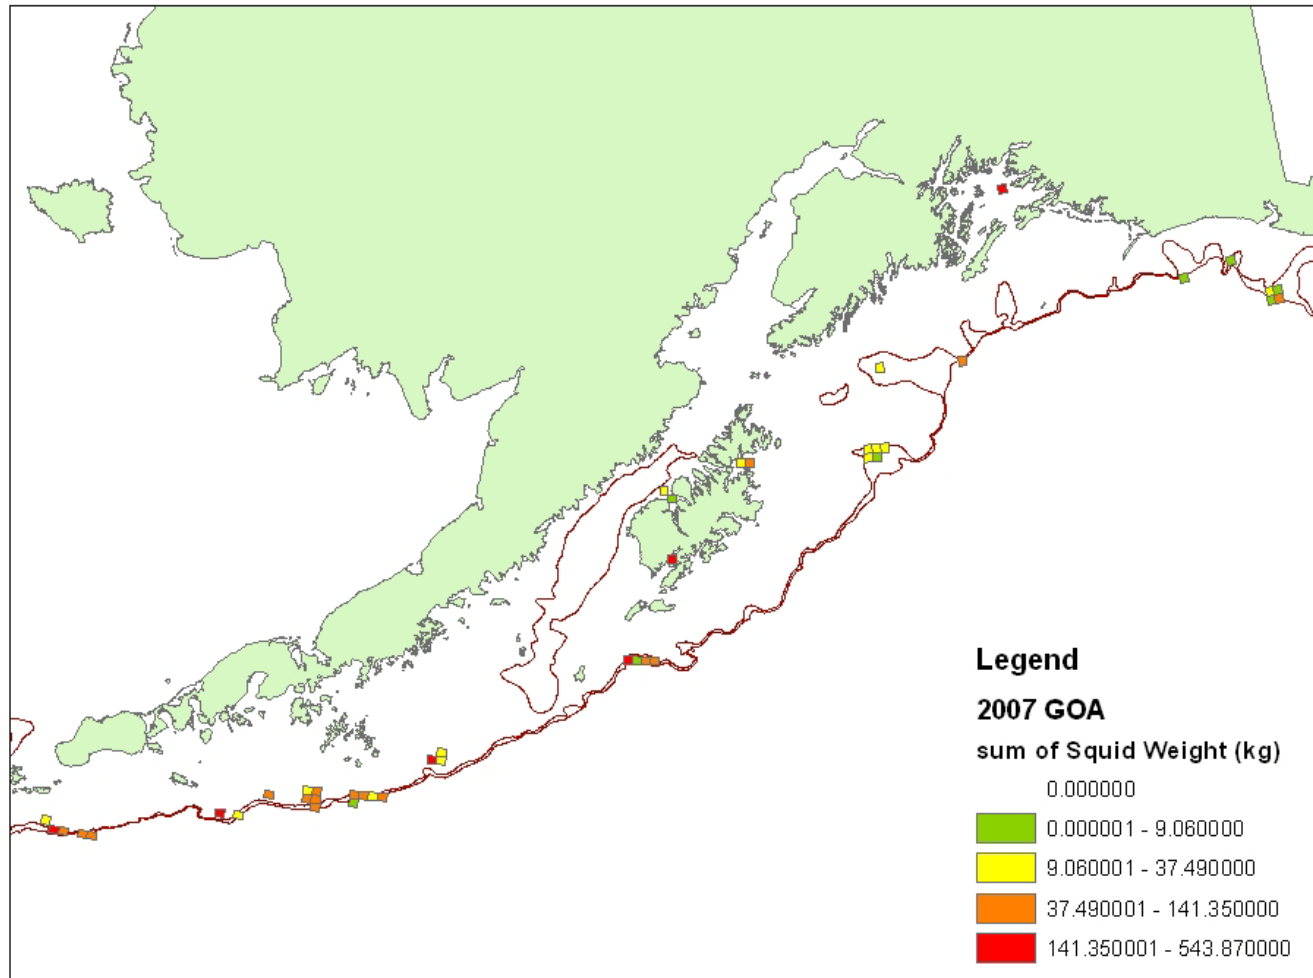 Legend
2007 GOA
sum of Squid Weight (kg)
0.000000
0.000001 - 9.060000
9.060001 - 37.490000
37.490001 - 141.350000
141.350001 - 543.870000